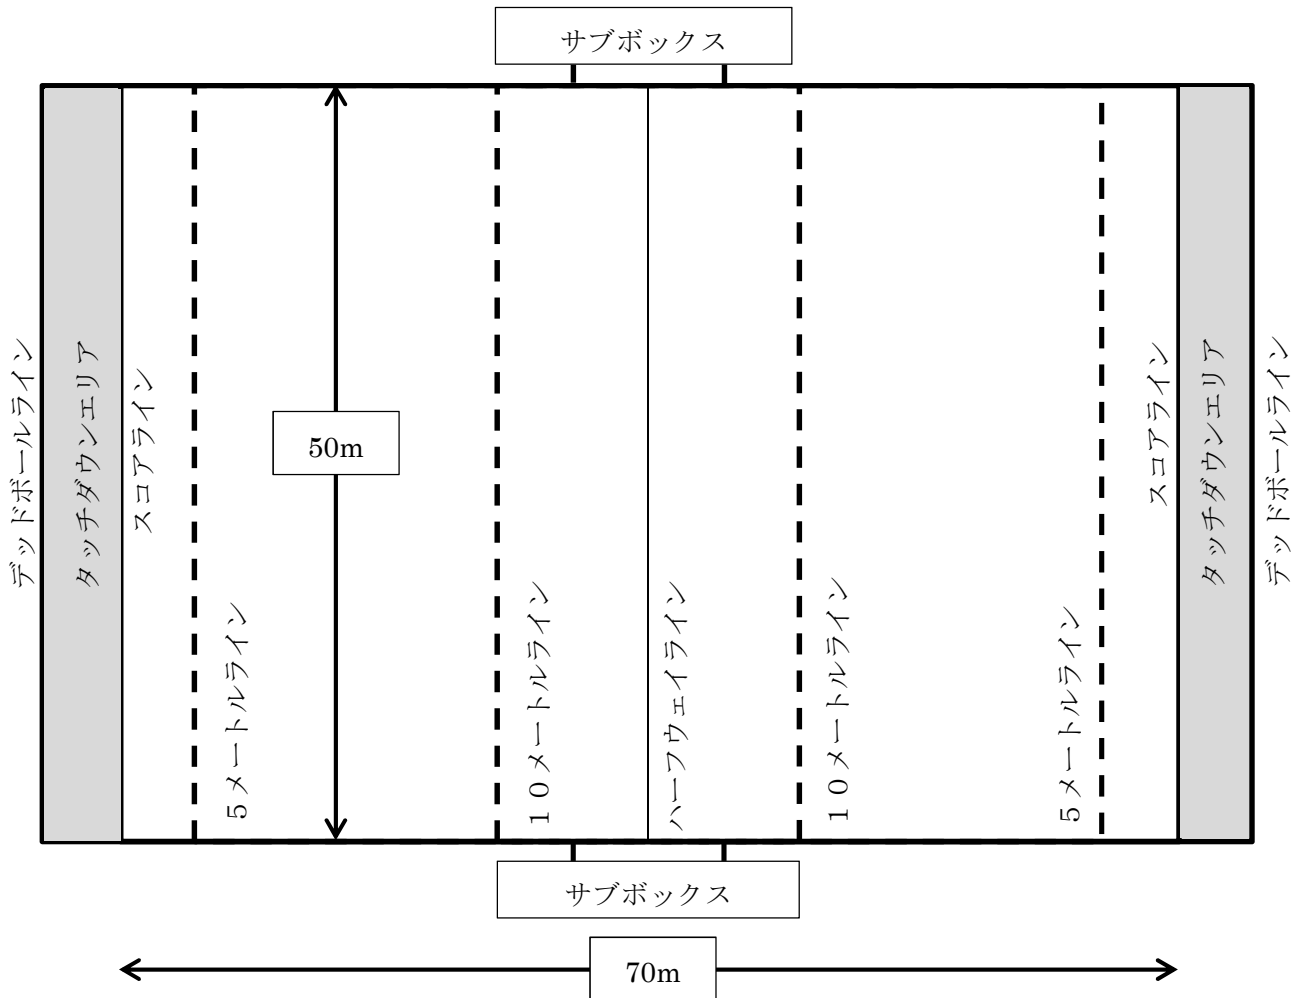 サブボックス
デッドボールライン
タッチダウンエリア
スコアライン
5メートルライン
50m
10メートルライン
ハーフウェイライン
10メートルライン
5メートルライン
スコアライン
タッチダウンエリア
デッドボールライン
サブボックス
70m